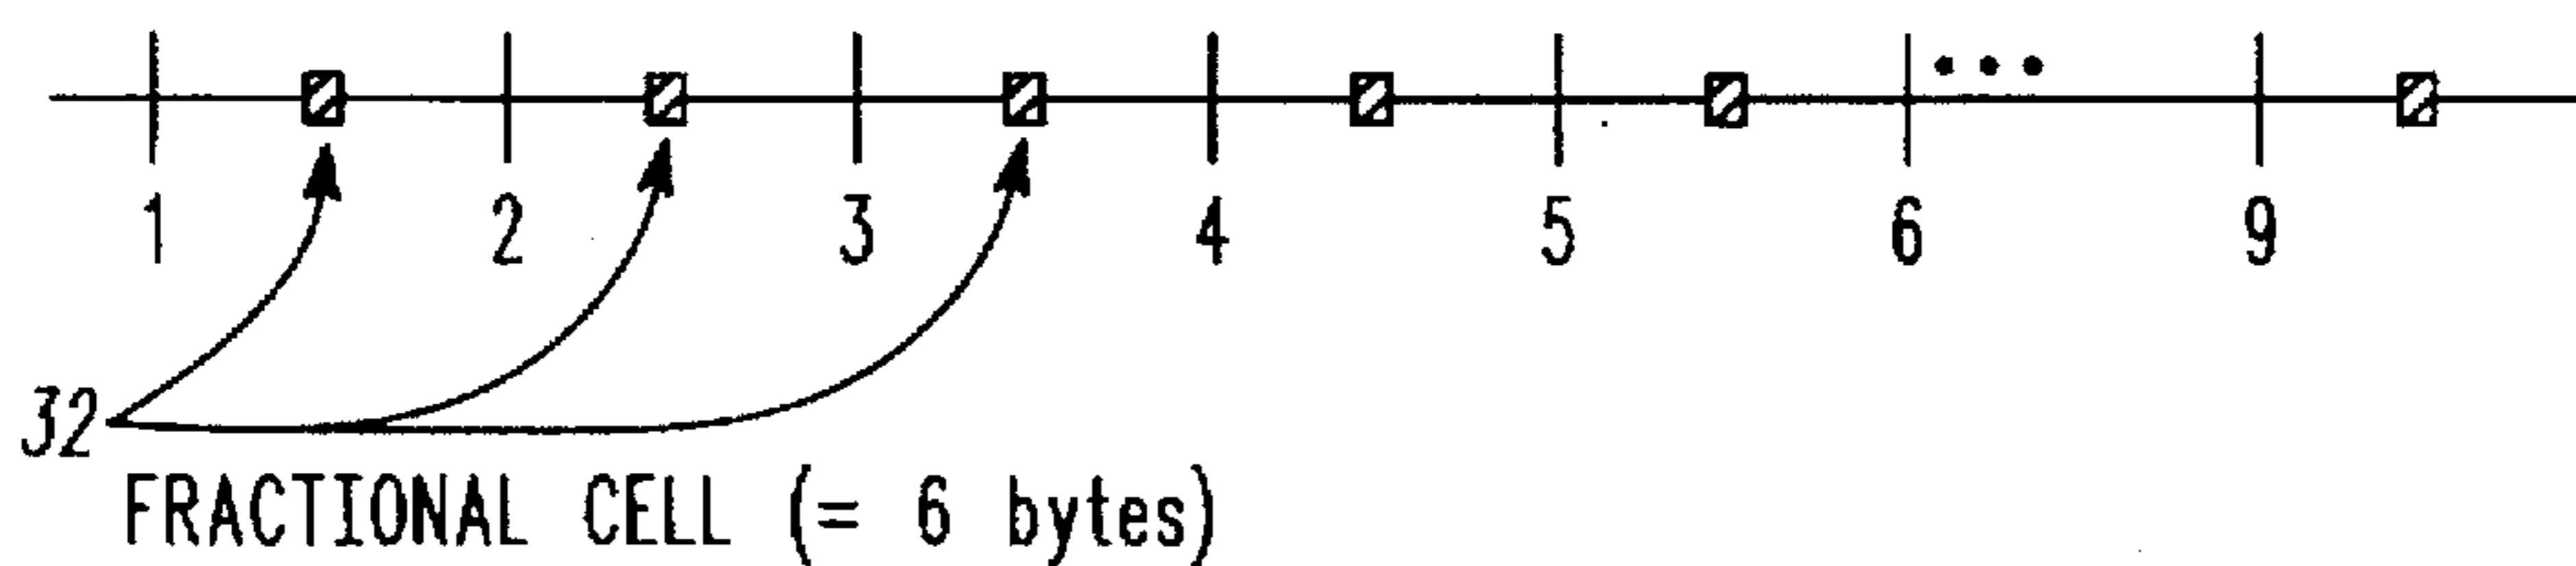 • • •
1 2 3 4 5 6 9
32
FRACTIONAL CELL (= 6 bytes)